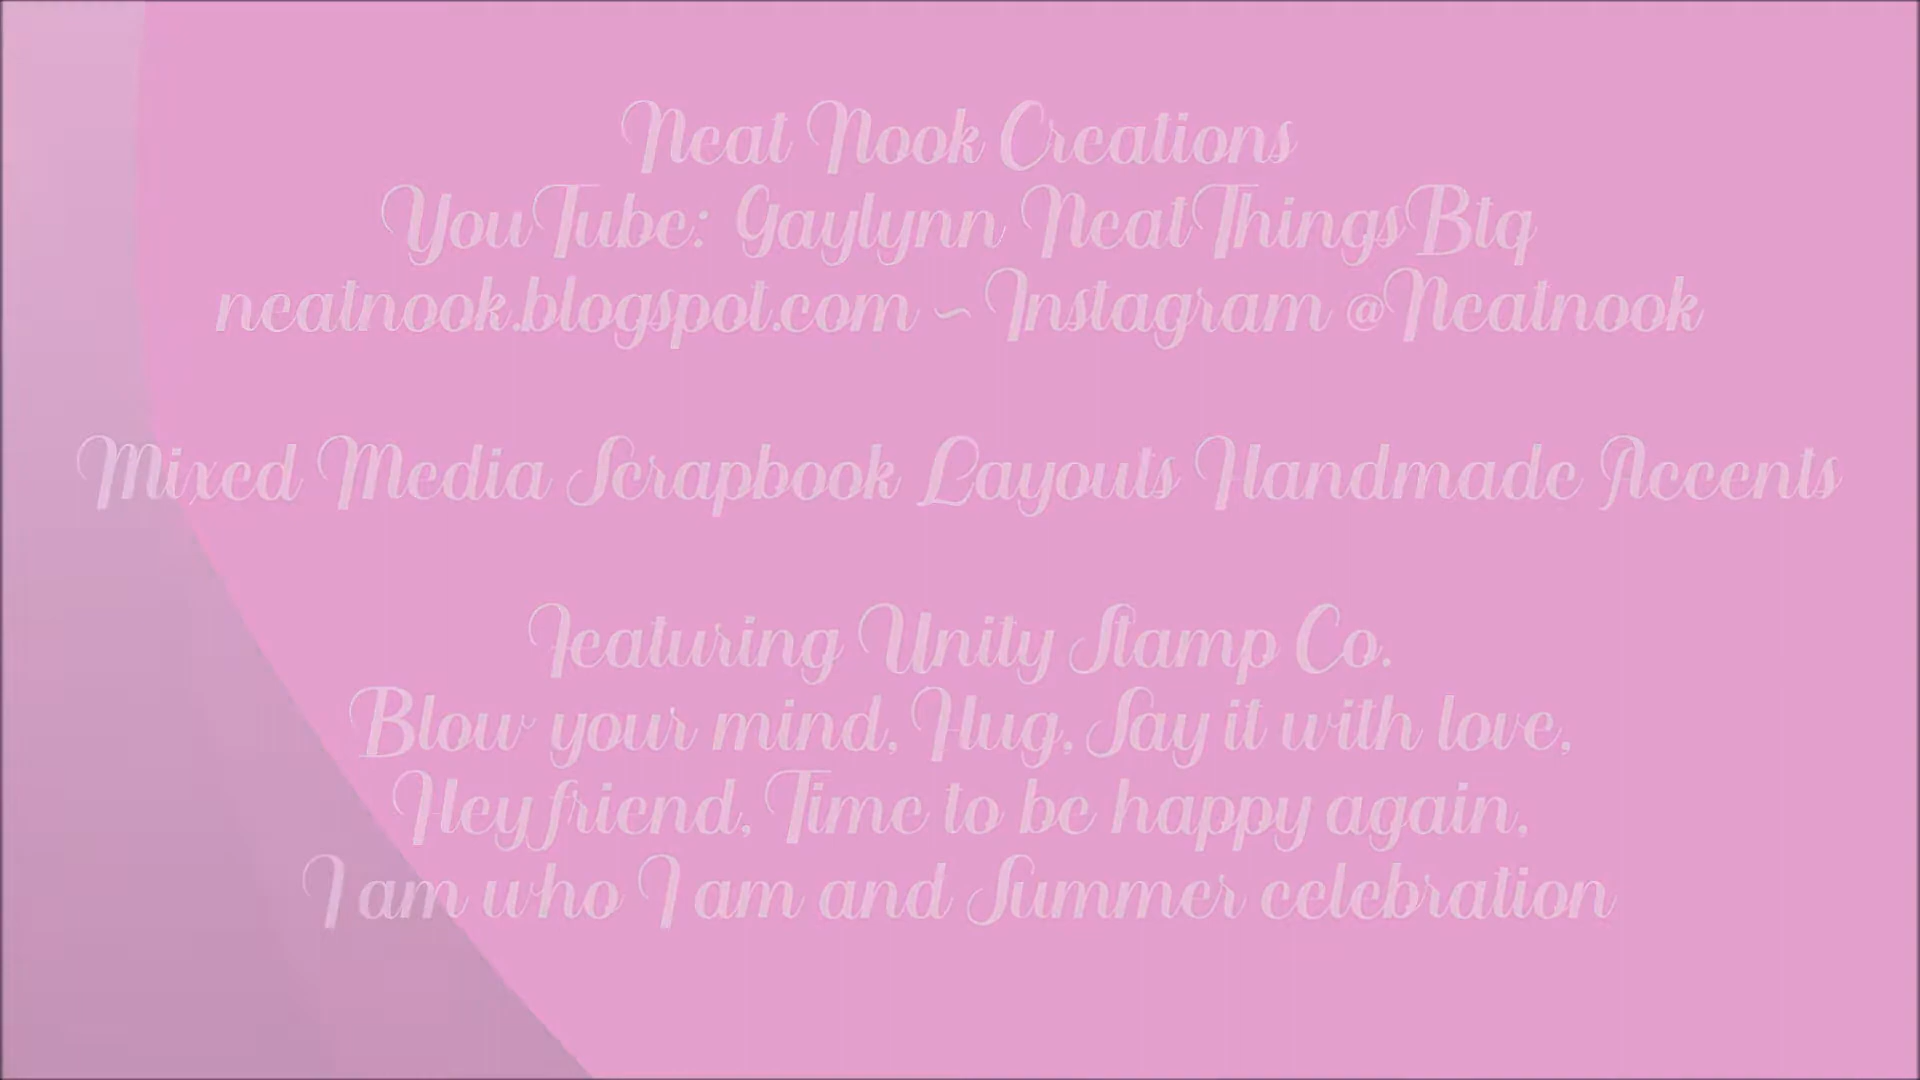 Neat Nook Creations
YouTube: Gaylynn NeatThingsBtq
neatnook.blogspot.com ~ Instagram @Neatnook
Mixed Media Scrapbook Layouts Handmade Accents
Featuring Unity Stamp Co.
Blow your mind, Hug, Say it with love,
Hey friend, Time to be happy again,
I am who I am and Summer celebration